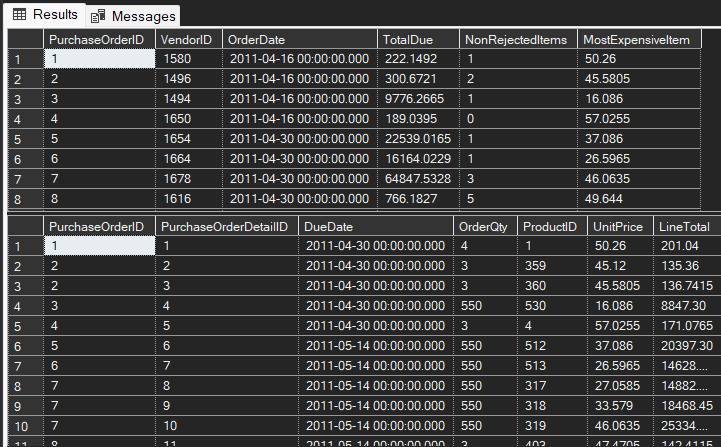 Results Messages
PurchaseOrderID VendorID OrderDate TotalDue NonRejectedItems MostExpensiveItem
1 1 1580 2011-04-16 00:00:00.000 222.1492 1 50.26
2 2 1496 2011-04-16 00:00:00.000 300.6721 2 45.5805
3 3 1494 2011-04-16 00:00:00.000 9776.2665 1 16.086
4 4 1650 2011-04-16 00:00:00.000 189.0395 0 57.0255
5 5 1654 2011-04-30 00:00:00.000 22539.0165 1 37.086
6 6 1664 2011-04-30 00:00:00.000 16164.0229 1 26.5965
7 7 1678 2011-04-30 00:00:00.000 64847.5328 3 46.0635
8 8 1616 2011-04-30 00:00:00.000 766.1827 5 49.644
PurchaseOrderID PurchaseOrderDetailID DueDate OrderQty ProductID UnitPrice LineTotal
1 1 1 2011-04-30 00:00:00.000 4 1 50.26 201.04
2 2 2 2011-04-30 00:00:00.000 3 359 45.12 135.36
3 2 3 2011-04-30 00:00:00.000 3 360 45.5805 136.7415
4 3 4 2011-04-30 00:00:00.000 550 530 16.086 8847.30
5 4 5 2011-04-30 00:00:00.000 3 4 57.0255 171.0765
6 5 6 2011-05-14 00:00:00.000 550 512 37.086 20397.30
7 6 7 2011-05-14 00:00:00.000 550 513 26.5965 14628....
8 7 8 2011-05-14 00:00:00.000 550 317 27.0585 14882....
9 7 9 2011-05-14 00:00:00.000 550 318 33.579 18468.45
10 7 10 2011-05-14 00:00:00.000 550 319 46.0635 25334....
11 8 11 2011-05-14 00:00:00.000 3 403 47.4705 142.4115